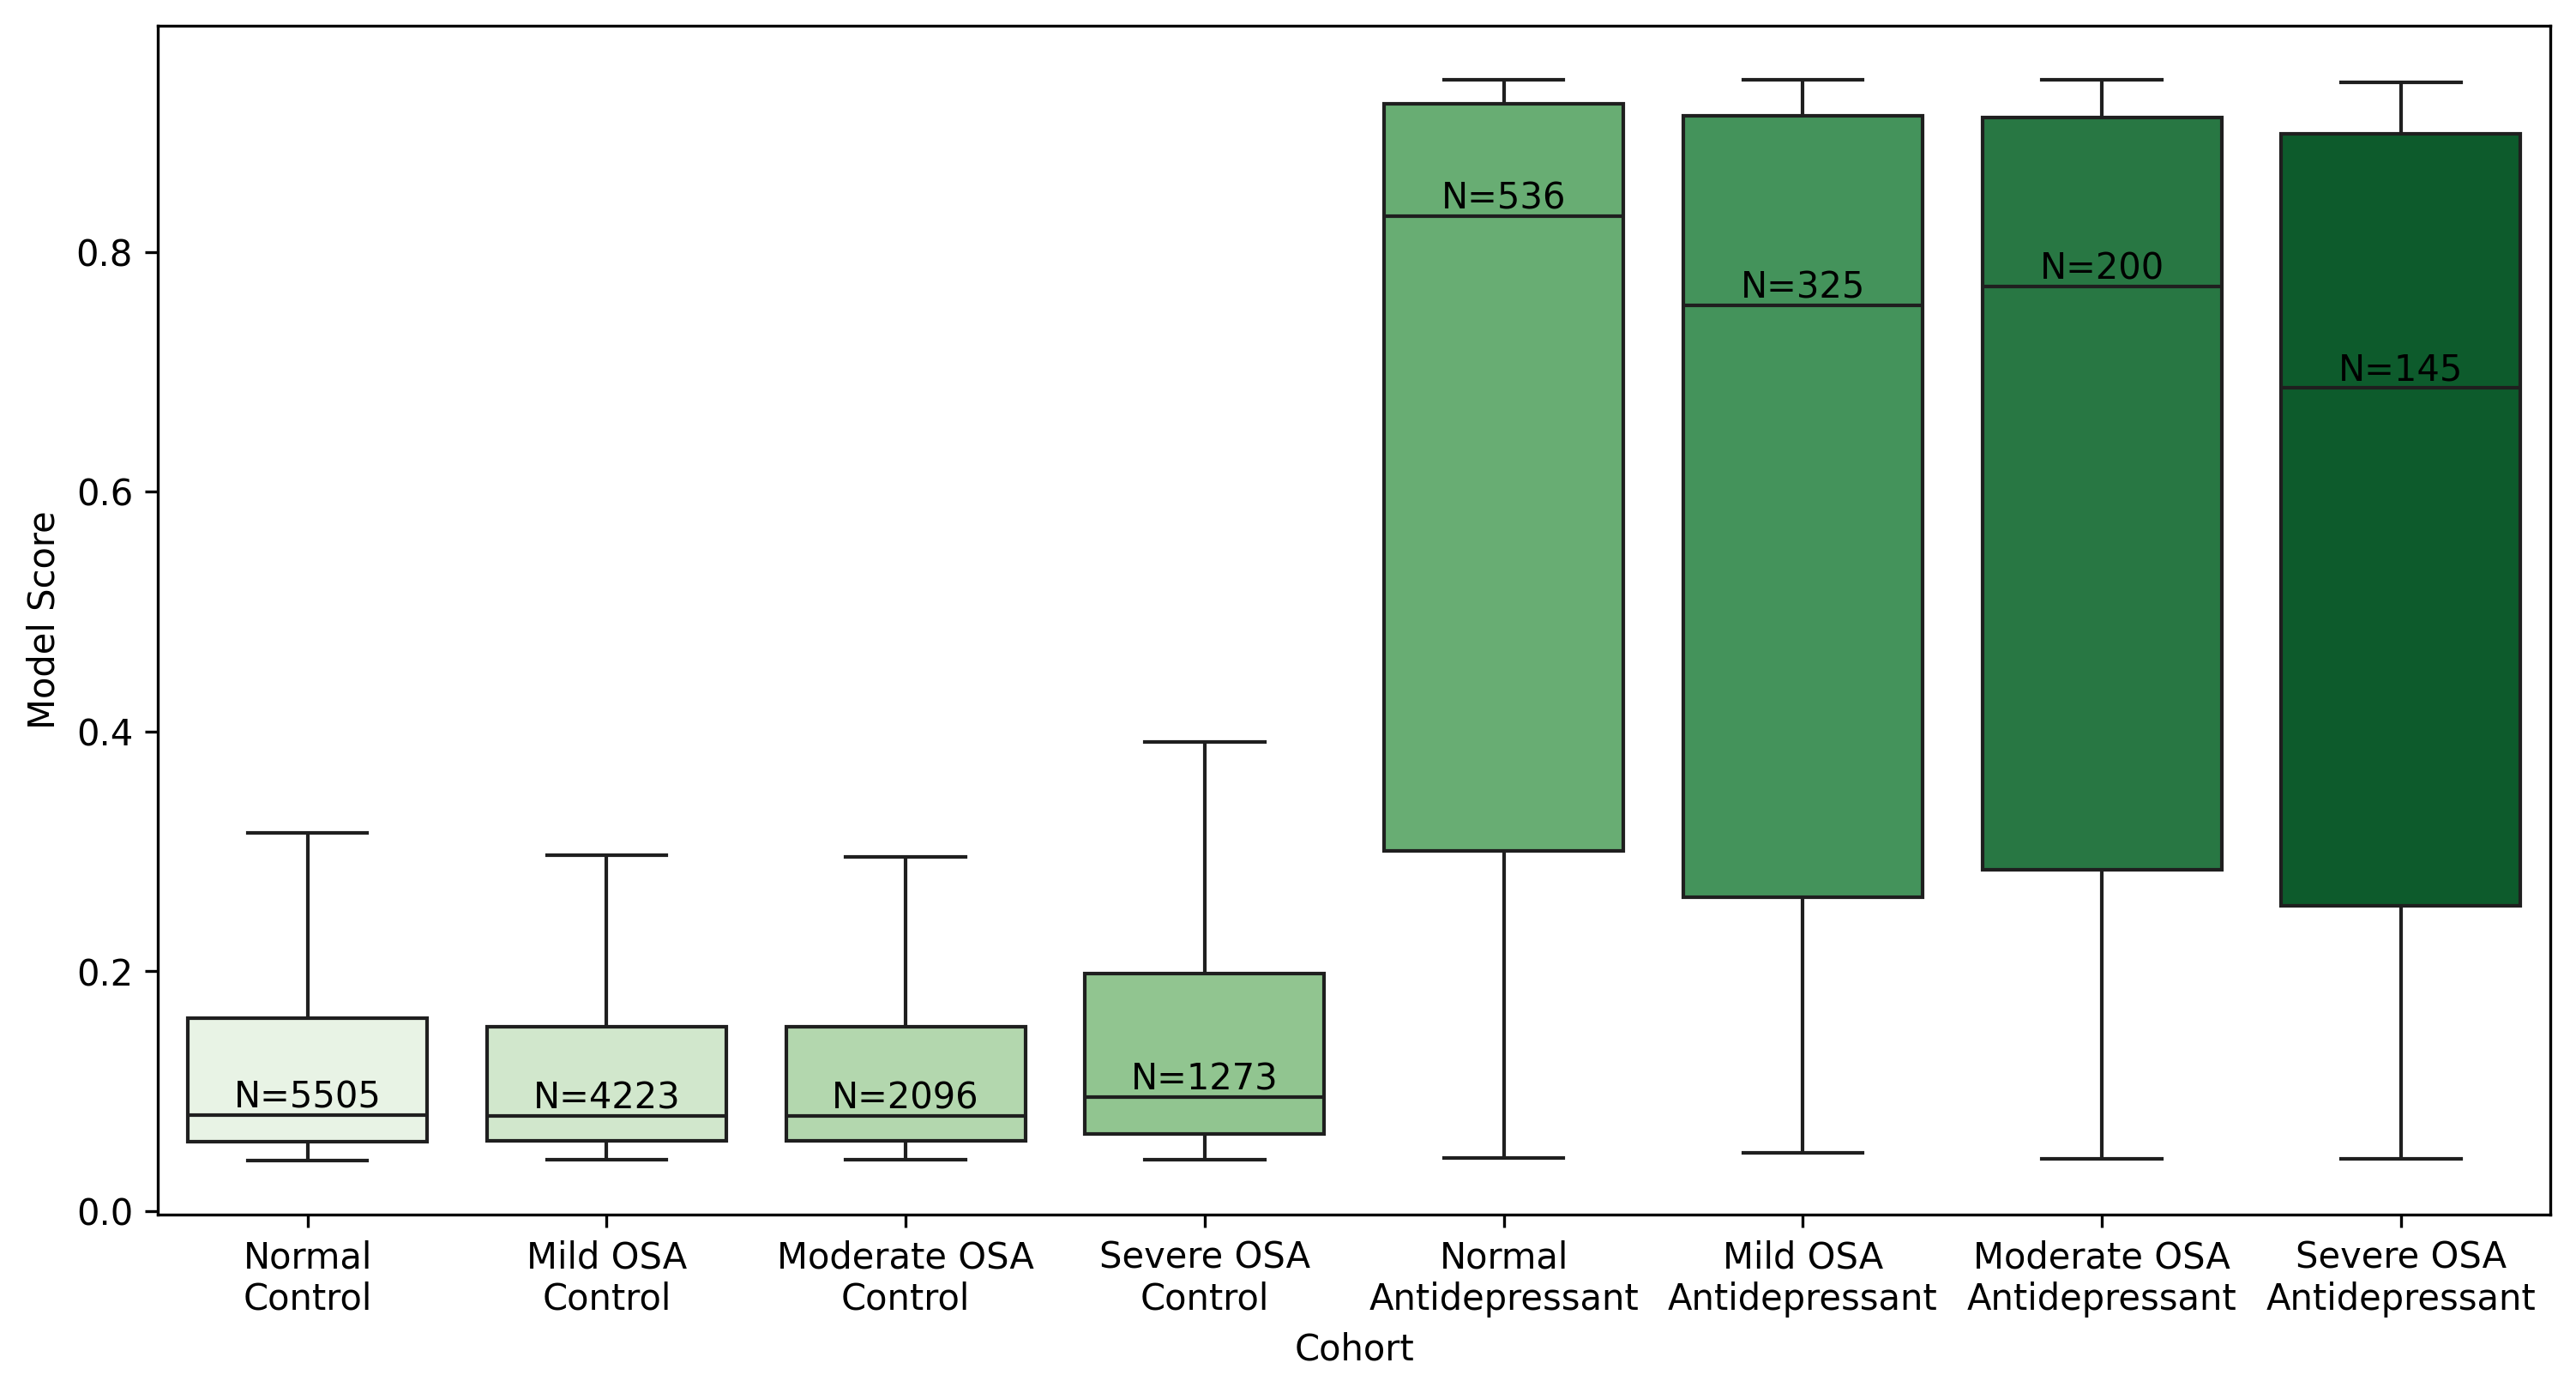 Model Score
0.8
0.6
0.4
0.2
0.0
N=5505
N=4223
N=2096
N=1273
N=536
N=325
N=200
N=145
Normal
Control
Mild OSA
Control
Moderate OSA
Control
Severe OSA
Control
Normal
Antidepressant
Mild OSA
Antidepressant
Moderate OSA
Antidepressant
Severe OSA
Antidepressant
Cohort